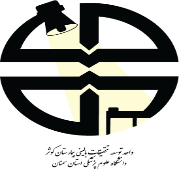 واحد توسعه تحقیقات بالینی بیمارستان کوثر
دانشگاه علوم پزشکی استان سمنان